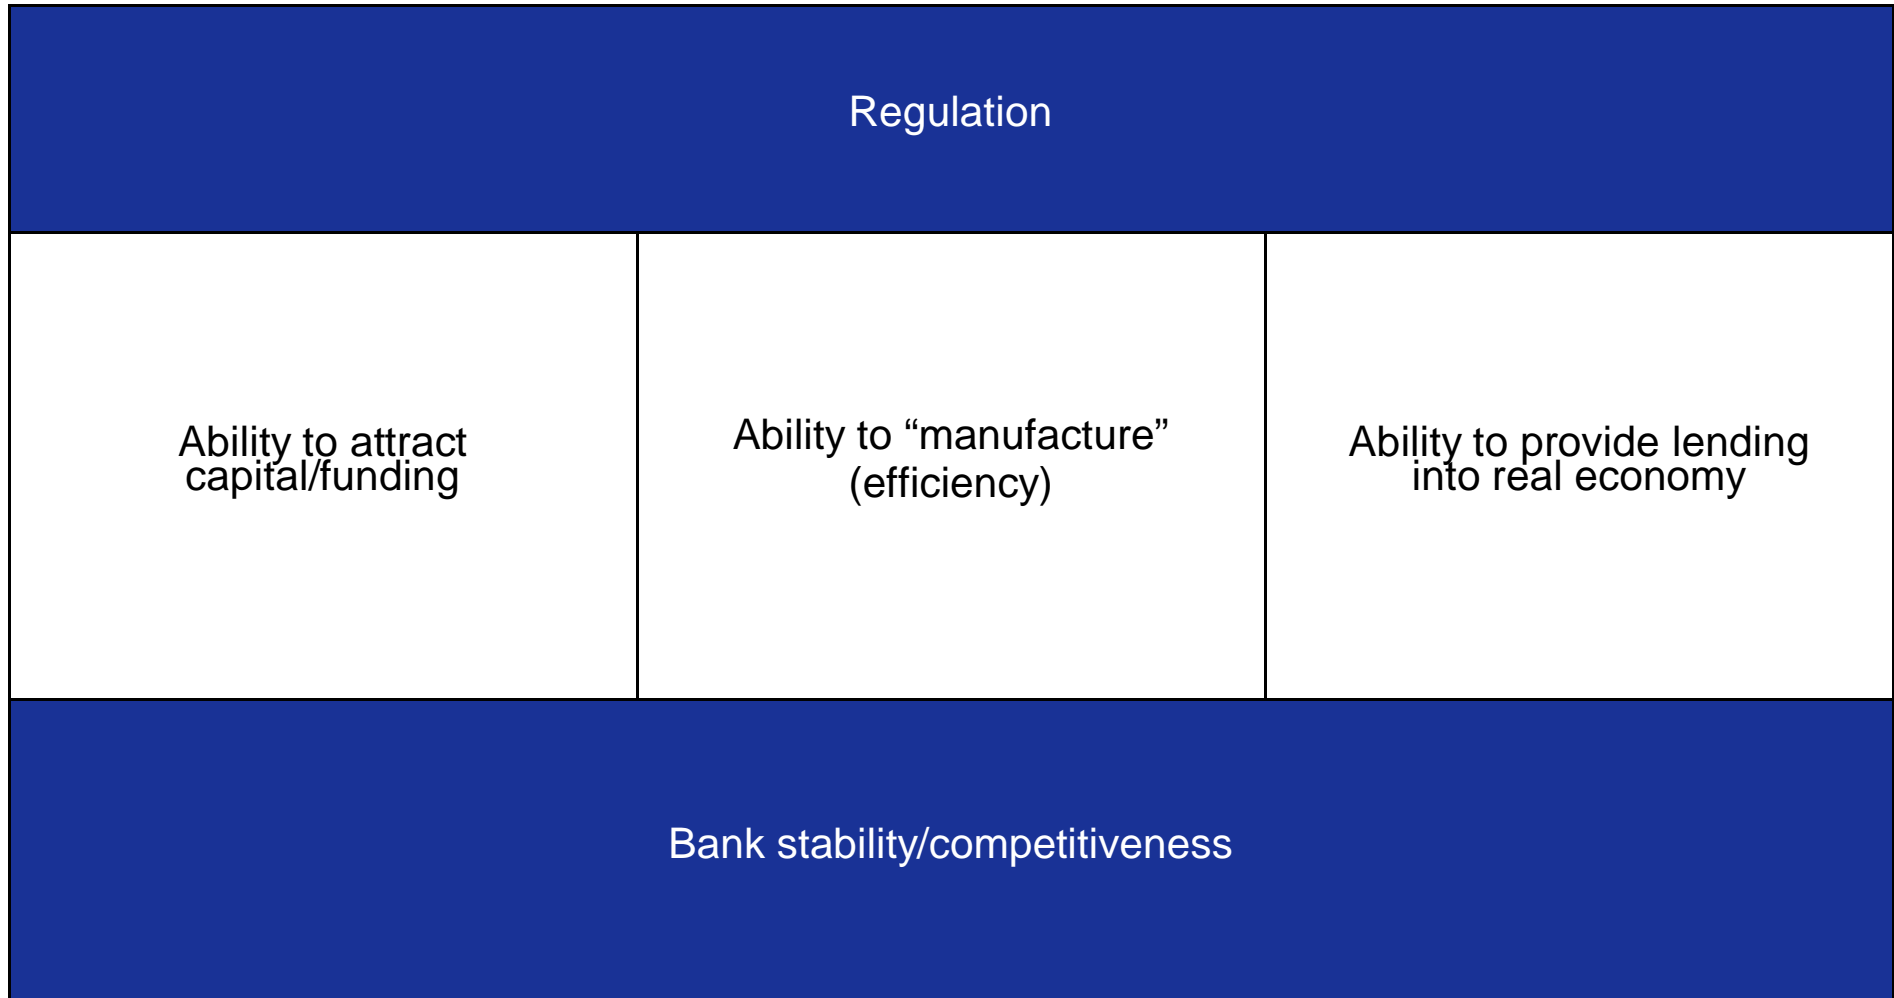 Regulation
Ability to attract
capital/funding
Ability to “manufacture”
(efficiency)
Ability to provide lending
into real economy
Bank stability/competitiveness